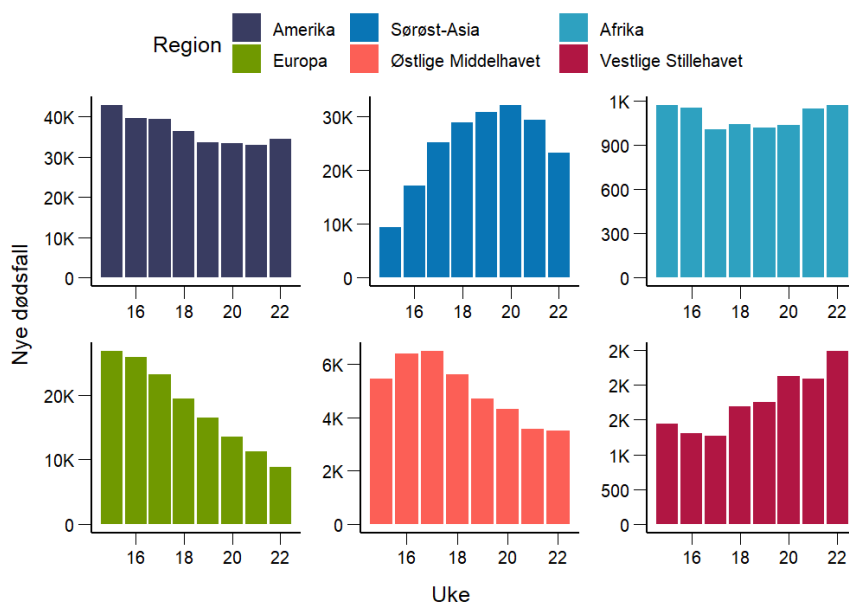 Region
Amerika
Sørøst-Asia
Afrika
Europa
Østlige Middelhavet
Vestlige Stillehavet
Nye dødsfall
40K
30K
20K
10K
0
16
18
20
22
30K
20K
10K
0
16
18
20
22
1K
900
600
300
0
16
18
20
22
20K
10K
0
16
18
20
22
6K
4K
2K
0
16
18
20
22
2K
2K
2K
1K
500
0
16
18
20
22
Uke